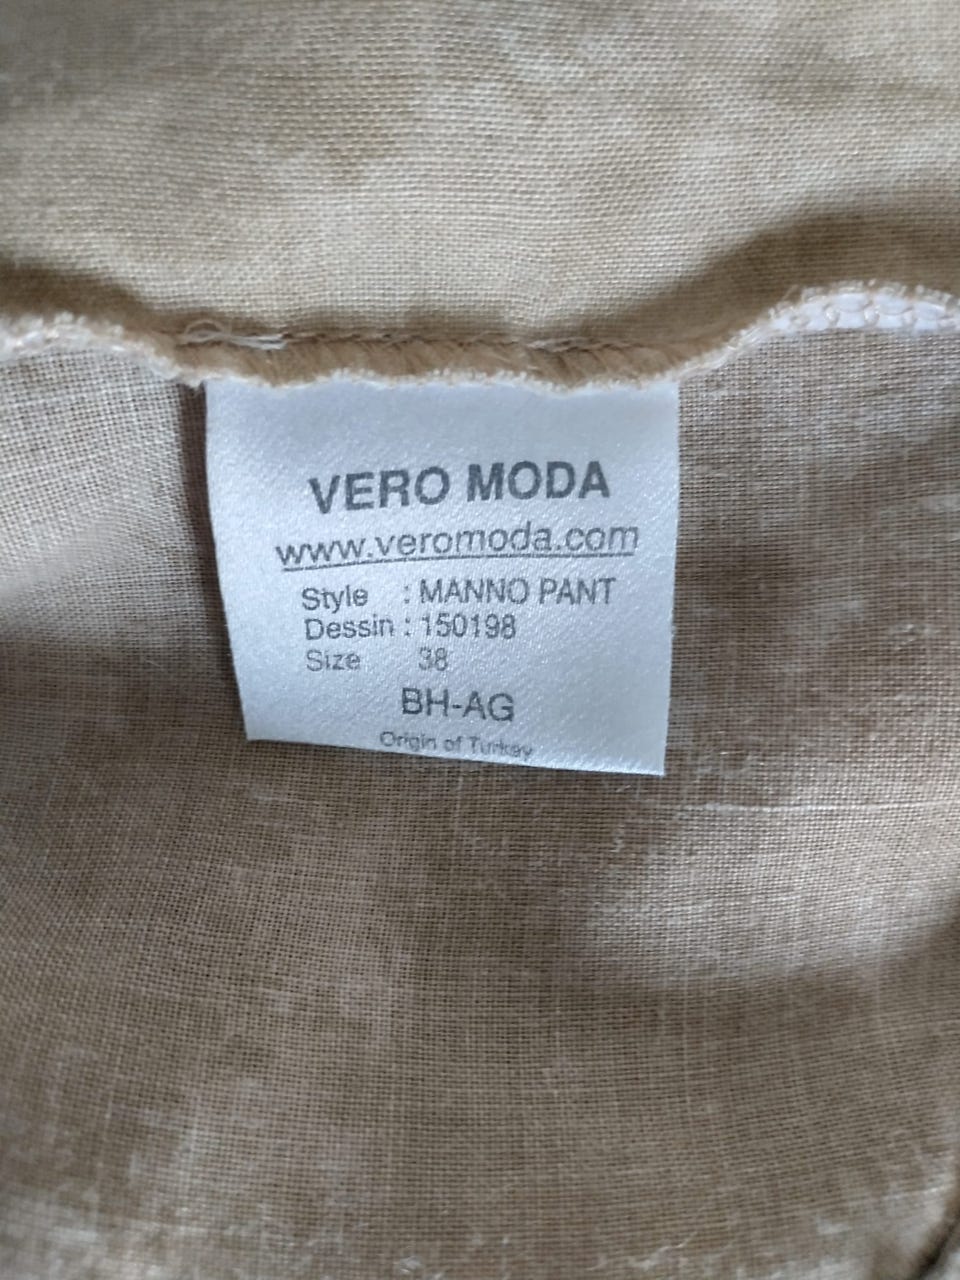 VERO MODA
www.veromoda.com
Style : MANNO PANT
Dessin : 150198
Size 38
BH-AG
Origin of Turkey